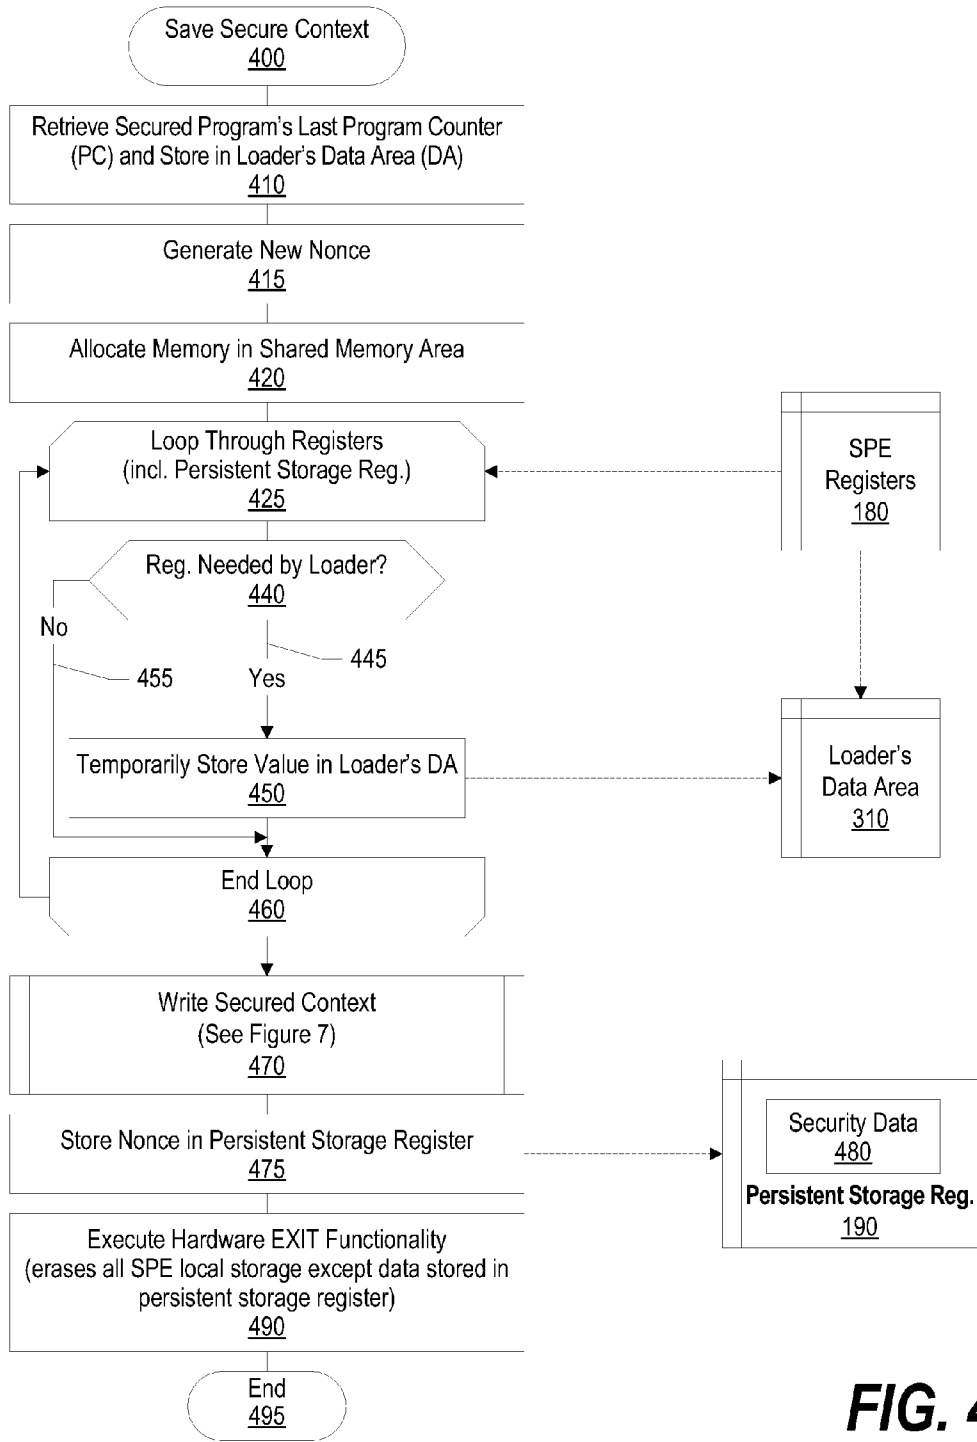 Save Secure Context
400
Retrieve Secured Program's Last Program Counter
(PC) and Store in Loader's Data Area (DA)
410
Generate New Nonce
415
Allocate Memory in Shared Memory Area
420
Loop Through Registers
(incl. Persistent Storage Reg.)
425
SPE
Registers
180
Reg. Needed by Loader?
440
No
445
455
Yes
Temporarily Store Value in Loader's DA
450
Loader's
Data Area
310
End Loop
460
Write Secured Context
(See Figure 7)
470
Store Nonce in Persistent Storage Register
475
Security Data
480
Persistent Storage Reg.
190
Execute Hardware EXIT Functionality
(erases all SPE local storage except data stored in
persistent storage register)
490
End
495
FIG. 4